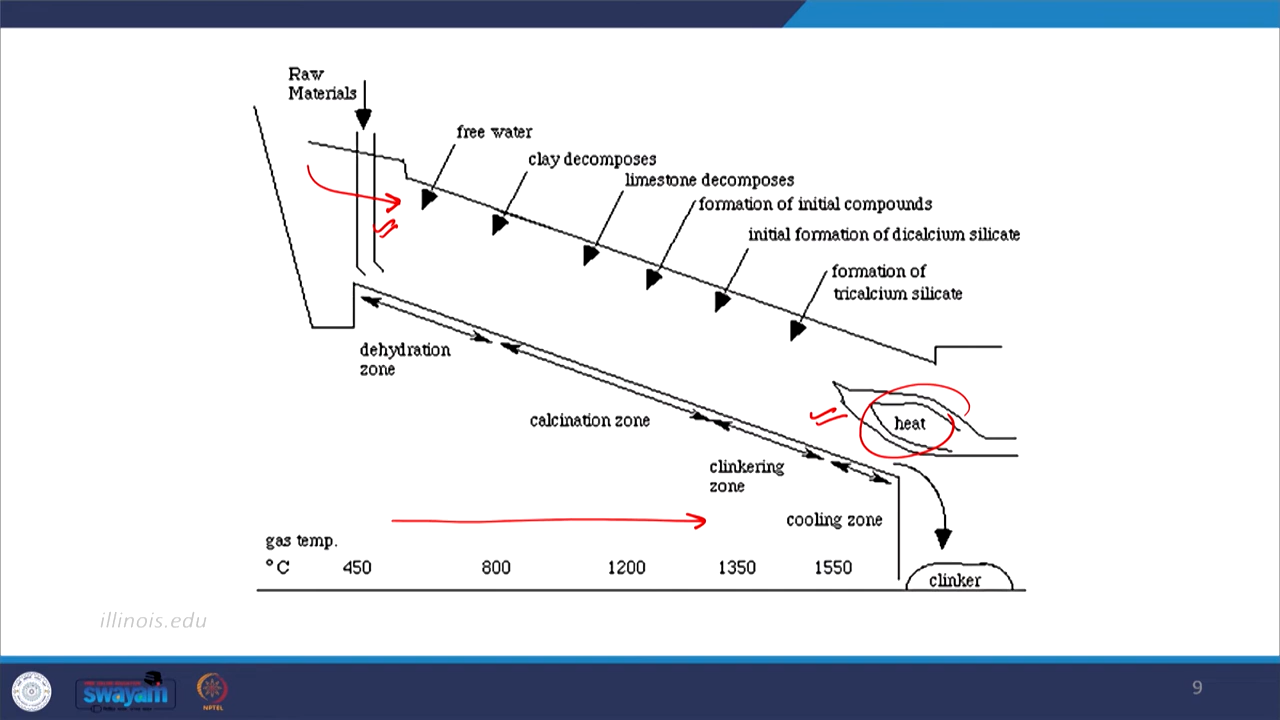 Raw
Materials
free water
clay decomposes
limestone decomposes
formation of initial compounds
initial formation of dicalcium silicate
formation of
tricalcium silicate
dehydration
zone
calcination zone
heat
clinkering
zone
cooling zone
gas temp.
°C 450 800 1200 1350 1550
clinker
illinois.edu
swayam
NPTEL
9